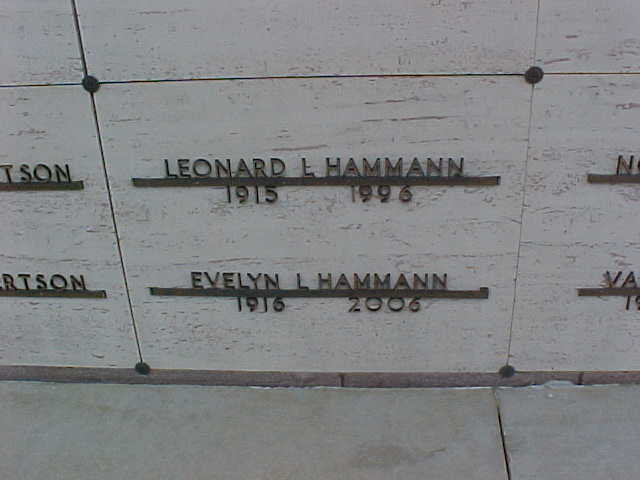 LEONARD L HAMMANN
1915 1996
EVELYN L HAMMANN
1916 2006